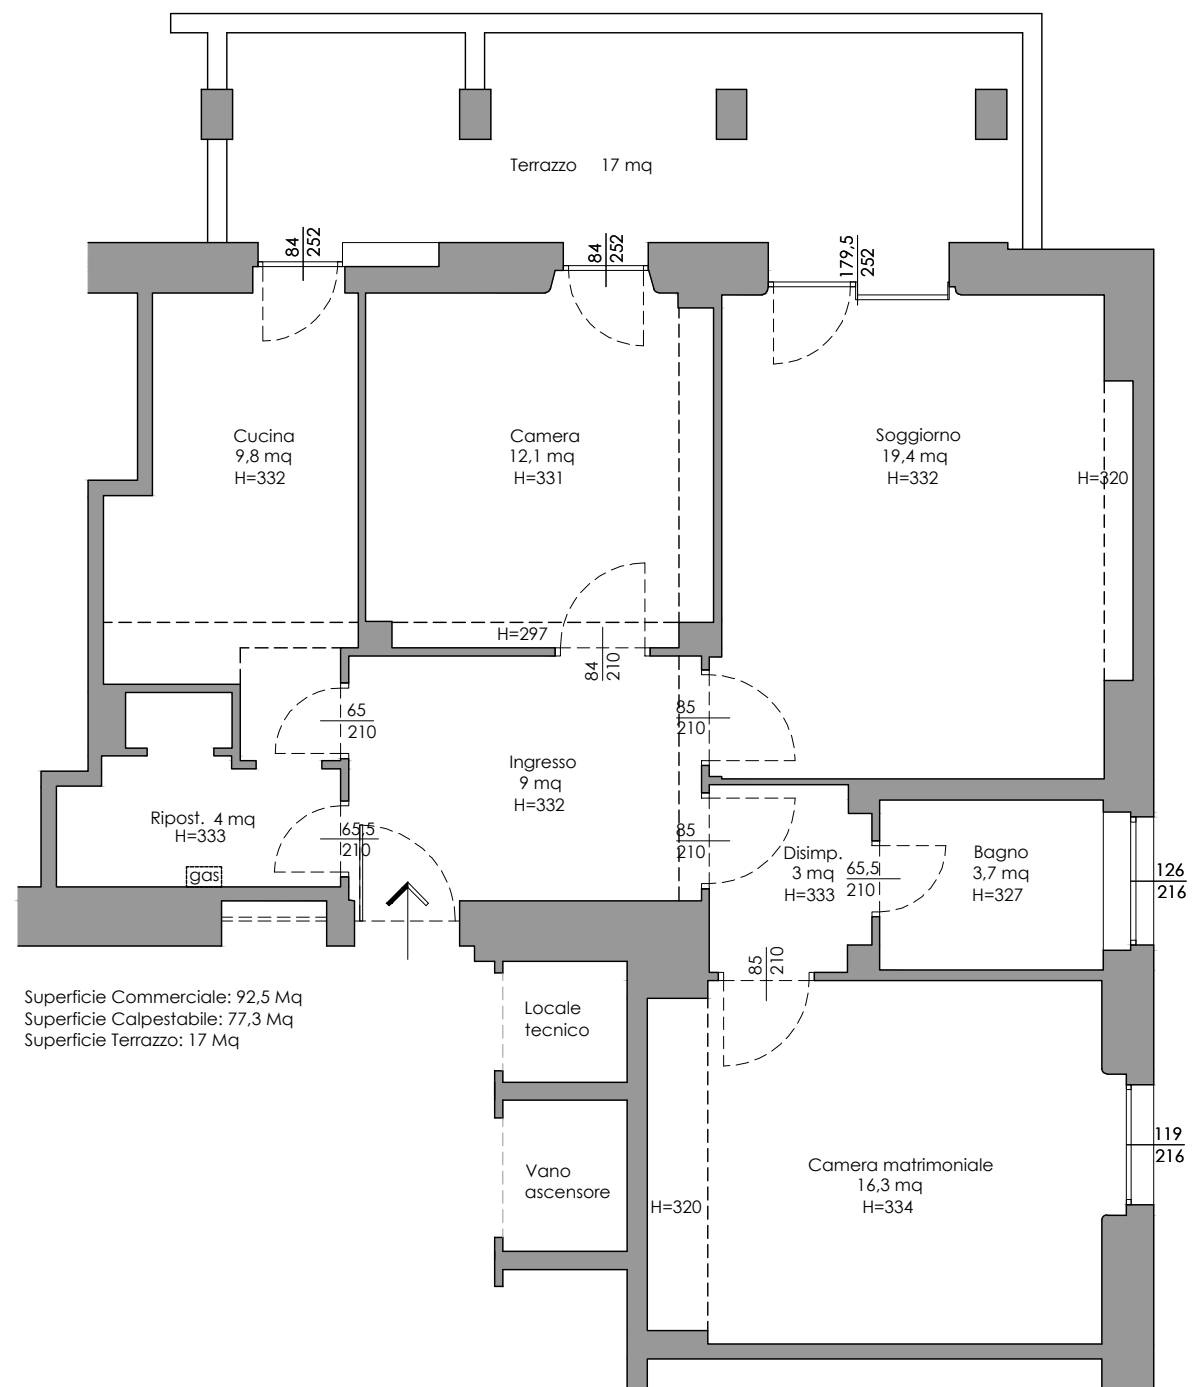 Terrazzo 17 mq
84
252
84
252
179,5
252
Cucina
9,8 mq
H=332
Camera
12,1 mq
H=331
Soggiorno
19,4 mq
H=332
H=320
H=297
84
210
65
210
85
210
Ingresso
9 mq
H=332
Ripost. 4 mq
H=333
gas
65,5
210
85
210
Disimp.
3 mq
H=333
65,5
210
Bagno
3,7 mq
H=327
126
216
85
210
Superficie Commerciale: 92,5 Mq
Superficie Calpestabile: 77,3 Mq
Superficie Terrazzo: 17 Mq
Locale
tecnico
Vano
ascensore
H=320
Camera matrimoniale
16,3 mq
H=334
119
216